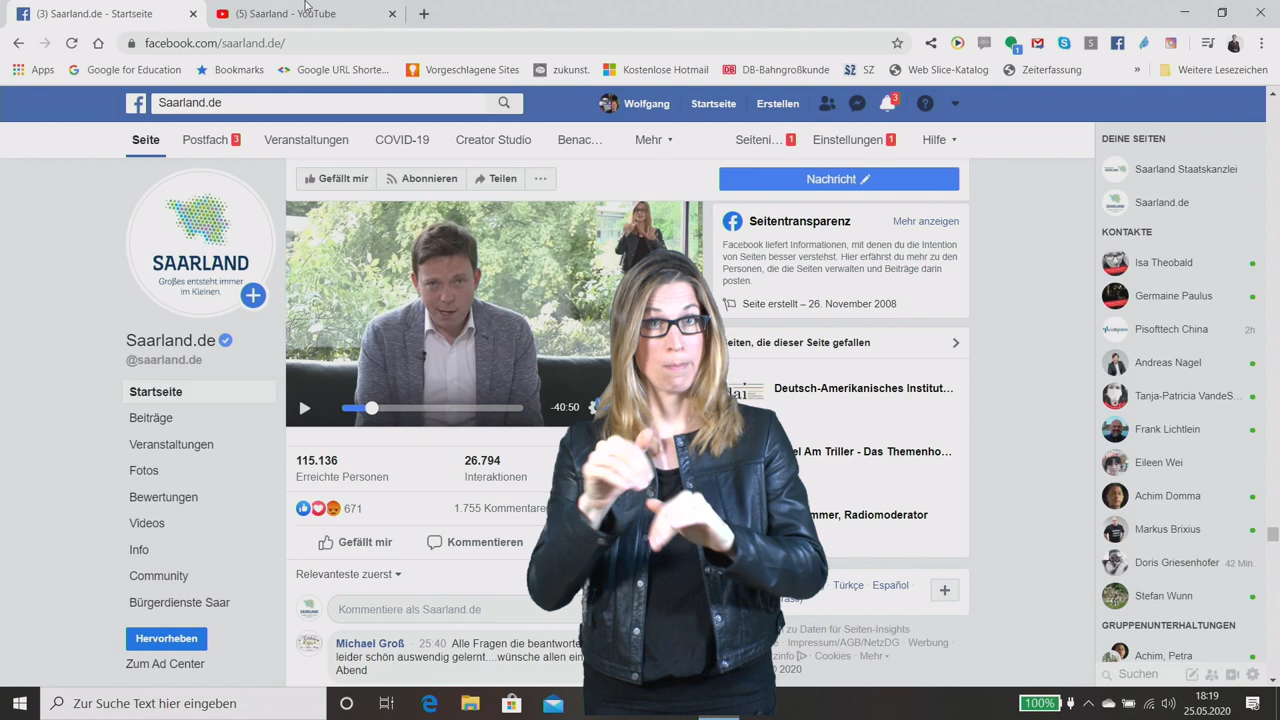 (3) Saarland.de - Startseite
(5) Saarland - YouTube
facebook.com/saarland.de/
Apps
Google for Education
Bookmarks
Google URL Shorte...
Vorgeschlagene Sites
zukunst.
Kostenlose Hotmail
DB-Bahngroßkunde
SZ
Web Slice-Katalog
Zeiterfassung
Weitere Lesezeichen
Saarland.de
Wolfgang
Startseite
Erstellen
3
Seite
Postfach 3
Veranstaltungen
COVID-19
Creator Studio
Benac...
Mehr
Seiteni... 1
Einstellungen 1
Hilfe
SAARLAND
Großes entsteht immer
im Kleinen.
Saarland.de
@saarland.de
Startseite
Beiträge
Veranstaltungen
Fotos
Bewertungen
Videos
Info
Community
Bürgerdienste Saar
Hervorheben
Zum Ad Center
Gefällt mir
Abonnieren
Teilen
...
Nachricht
-40:50
115.136
Erreichte Personen
26.794
Interaktionen
671
1.755 Kommentare
Gefällt mir
Kommentieren
Relevanteste zuerst
Kommentiere als Saarland.de
Michael Groß · 25:40 Alle Fragen die beantworte
leider schön auswendig gelernt...wünsche allen ein
Abend
Seitentransparenz
Mehr anzeigen
Facebook liefert Informationen, mit denen du die Intention
von Seiten besser verstehst. Hier erfährst du mehr zu den
Personen, die die Seiten verwalten und Beiträge darin
posten.
Seite erstellt – 26. November 2008
eiten, die dieser Seite gefallen
Deutsch-Amerikanisches Institut...
el Am Triller - Das Themenho...
mmer, Radiomoderator
Türkçe · Español ·
zu Daten für Seiten-Insights
Impressum/AGB/NetzDG · Werbung ·
Cookies · Mehr
© 2020
DEINE SEITEN
Saarland Staatskanzlei
Saarland.de
KONTAKTE
Isa Theobald
Germaine Paulus
Pisofttech China 2h
Andreas Nagel
Tanja-Patricia VandeS...
Frank Lichtlein
Eileen Wei
Achim Domma
Markus Brixius
Doris Griesenhofer 42 Min.
Stefan Wunn
GRUPPENUNTERHALTUNGEN
Achim, Petra
Suchen
Zur Suche Text hier eingeben
100%
18:19
25.05.2020